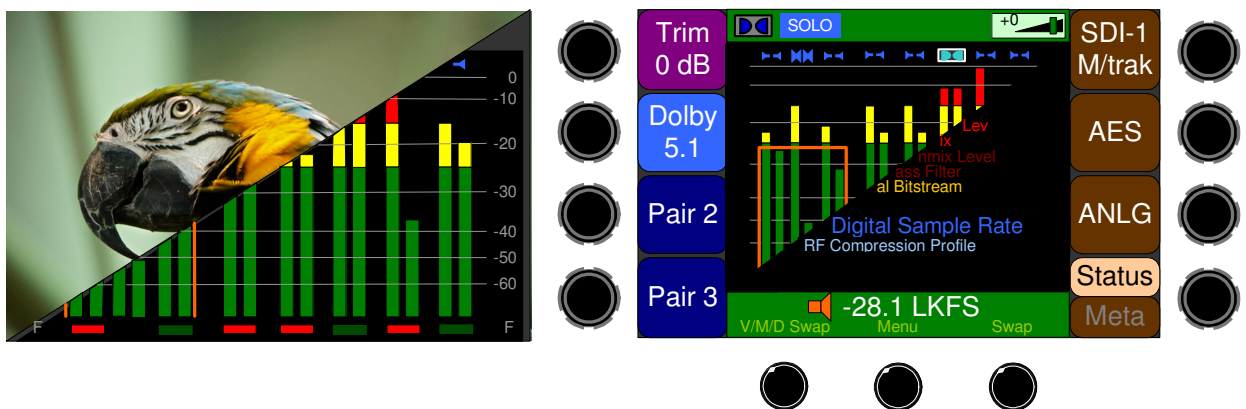 0
-10
-20
-30
-40
-50
-60
F F
Trim
0 dB
Dolby
5.1
Pair 2
Pair 3
SOLO
+0
Lev
ix
nmix Level
ass Filter
al Bitstream
Digital Sample Rate
RF Compression Profile
-28.1 LKFS
V/M/D Swap Menu Swap
SDI-1
M/trak
AES
ANLG
Status
Meta